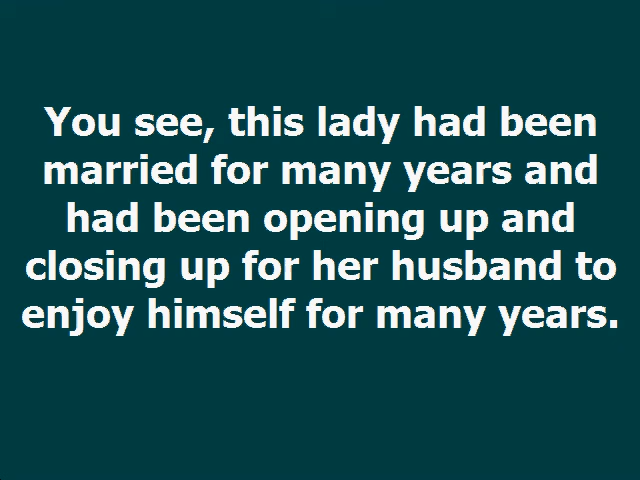 You see, this lady had been
married for many years and
had been opening up and
closing up for her husband to
enjoy himself for many years.